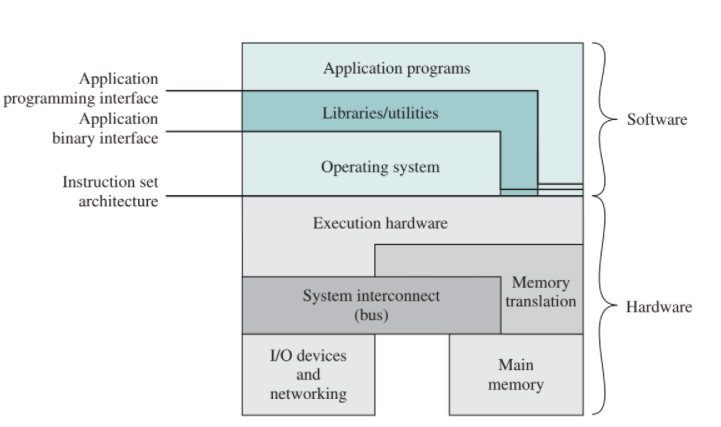 Application programs
Application
programming interface
Libraries/utilities
Software
Application
binary interface
Operating system
Instruction set
architecture
Execution hardware
Memory
translation
System interconnect
(bus)
Hardware
I/O devices
and
networking
Main
memory